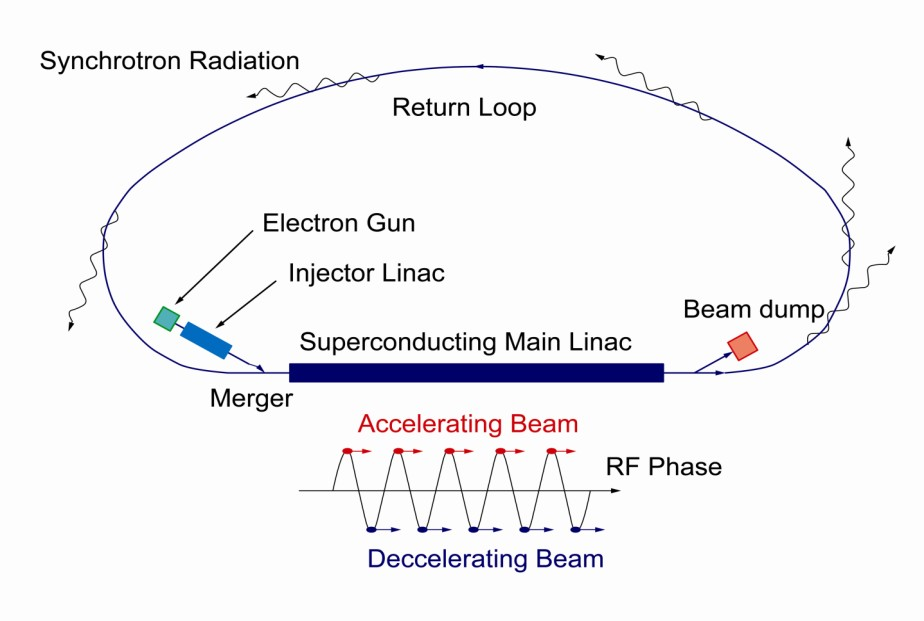 Synchrotron Radiation
Return Loop
Electron Gun
Injector Linac
Beam dump
Superconducting Main Linac
Merger
Accelerating Beam
RF Phase
Deccelerating Beam